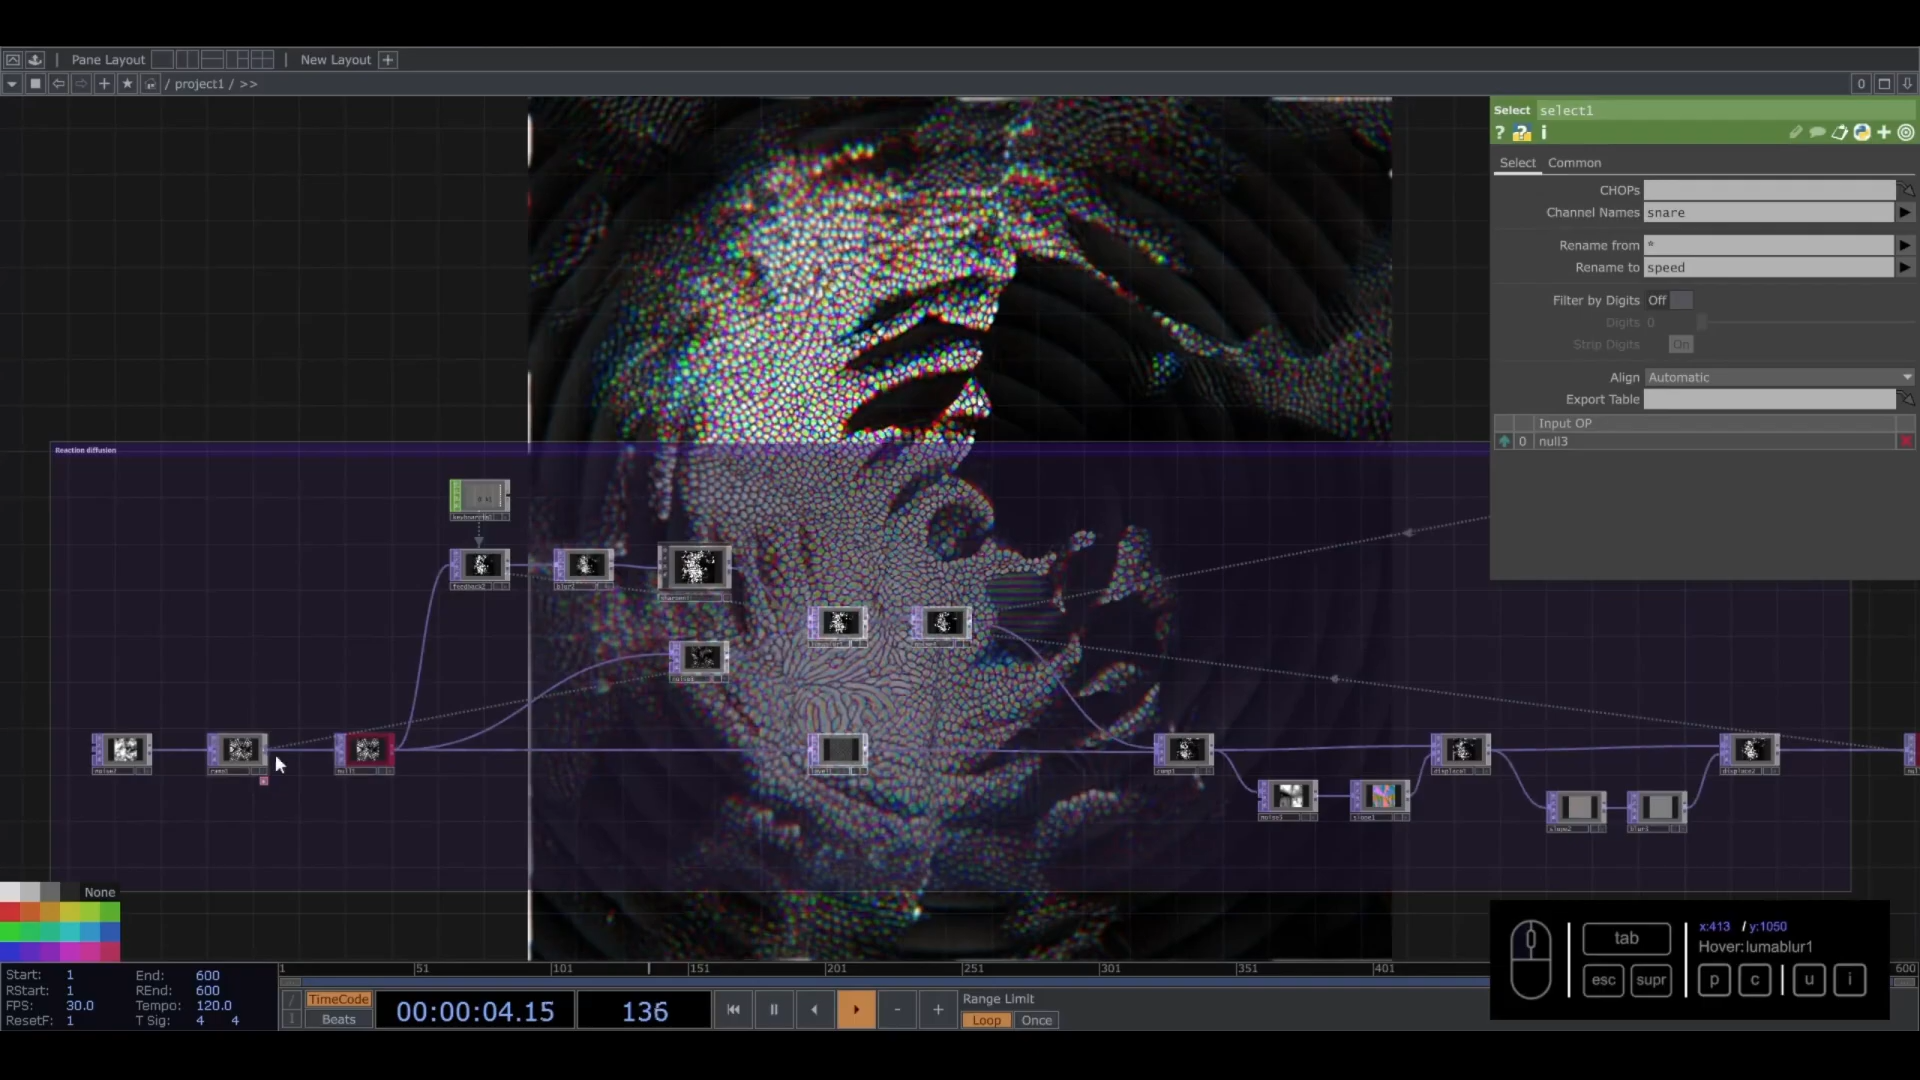 Pane Layout
New Layout
/ project1 / >>
0
Select select1
? ? i
Select Common
CHOPs
Channel Names snare
Rename from *
Rename to speed
Filter by Digits Off
Digits 0
Strip Digits On
Align Automatic
Export Table
Input OP
0 null3
Reaction diffusion
feedback2
displace1
displace2
None
Start: 1 End: 600
RStart: 1 REnd: 600
FPS: 30.0 Tempo: 120.0
ResetF: 1 T Sig: 4 4
1 51 101 151 201 251 301 351 401 600
TimeCode
Beats
00:00:04.15
136
Range Limit
Loop Once
tab
esc supr
x:413 / y:1050
Hover:lumablur1
p c u i